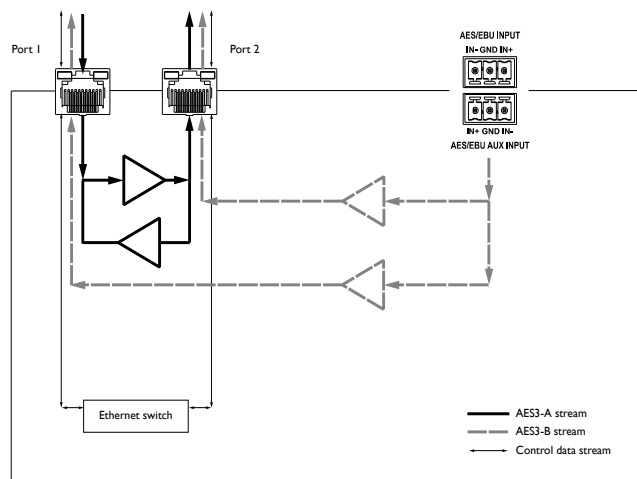 Port 1
Port 2
AES/EBU INPUT
IN- GND IN+
IN+ GND IN-
AES/EBU AUX INPUT
Ethernet switch
AES3-A stream
AES3-B stream
Control data stream